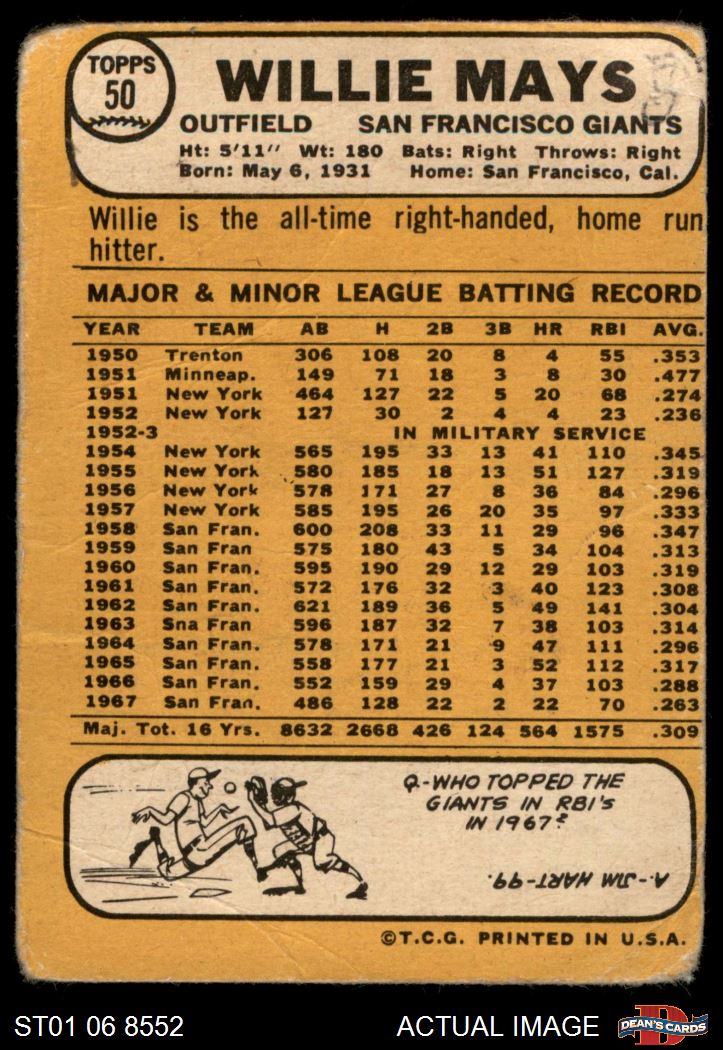 TOPPS
50
WILLIE MAYS
OUTFIELD SAN FRANCISCO GIANTS
Ht: 5'11" Wt: 180 Bats: Right Throws: Right
Born: May 6, 1931 Home: San Francisco, Cal.
Willie is the all-time right-handed, home run
hitter.
MAJOR & MINOR LEAGUE BATTING RECORD
YEAR TEAM AB H 2B 3B HR RBI AVG.
1950 Trenton 306 108 20 8 4 55 .353
1951 Minneap. 149 71 18 3 8 30 .477
1951 New York 464 127 22 5 20 68 .274
1952 New York 127 30 2 4 4 23 .236
1952-3 IN MILITARY SERVICE
1954 New York 565 195 33 13 41 110 .345
1955 New York 580 185 18 13 51 127 .319
1956 New York 578 171 27 8 36 84 .296
1957 New York 585 195 26 20 35 97 .333
1958 San Fran. 600 208 33 11 29 96 .347
1959 San Fran 575 180 43 5 34 104 .313
1960 San Fran. 595 190 29 12 29 103 .319
1961 San Fran. 572 176 32 3 40 123 .308
1962 San Fran. 621 189 36 5 49 141 .304
1963 Sna Fran 596 187 32 7 38 103 .314
1964 San Fran. 578 171 21 9 47 111 .296
1965 San Fran. 558 177 21 3 52 112 .317
1966 San Fran. 552 159 29 4 37 103 .288
1967 San Fran. 486 128 22 2 22 70 .263
Maj. Tot. 16 Yrs. 8632 2668 426 124 564 1575 .309
Q-WHO TOPPED THE
GIANTS IN RBI'S
IN 1967?
A.-JIM HART-99.
©T.C.G. PRINTED IN U.S.A.
ST01 06 8552 ACTUAL IMAGE DEAN'S CARDS